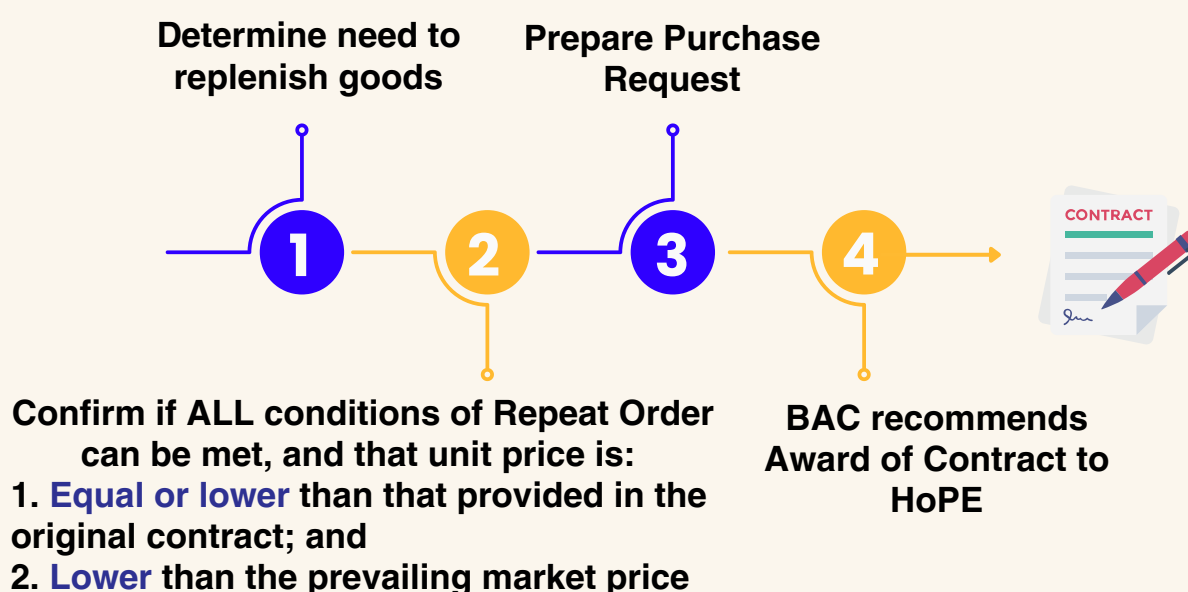 Determine need to
replenish goods
Prepare Purchase
Request
1
2
3
4
CONTRACT
Confirm if ALL conditions of Repeat Order
can be met, and that unit price is:
1. Equal or lower than that provided in the
original contract; and
2. Lower than the prevailing market price
BAC recommends
Award of Contract to
HoPE